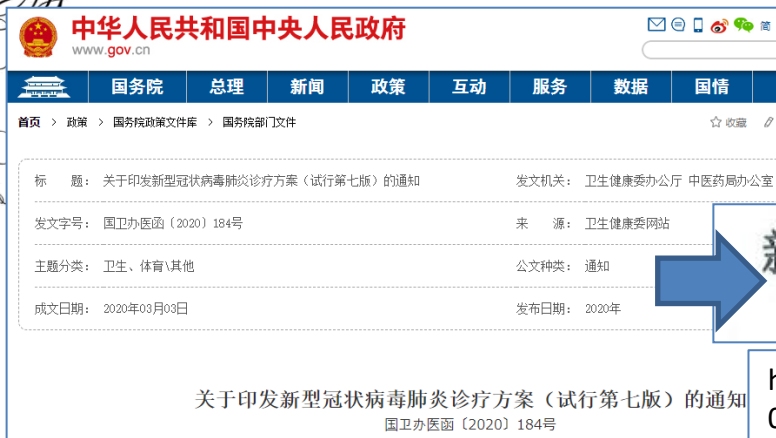 中华人民共和国中央人民政府
www.gov.cn
简
国务院 总理 新闻 政策 互动 服务 数据 国情
首页 > 政策 > 国务院政策文件库 > 国务院部门文件
收藏
标 题： 关于印发新型冠状病毒肺炎诊疗方案（试行第七版）的通知 发文机关： 卫生健康委办公厅 中医药局办公室
发文字号： 国卫办医函〔2020〕184号 来 源： 卫生健康委网站
主题分类： 卫生、体育\其他 公文种类： 通知
成文日期： 2020年03月03日 发布日期： 2020年
关于印发新型冠状病毒肺炎诊疗方案（试行第七版）的通知
国卫办医函〔2020〕184号